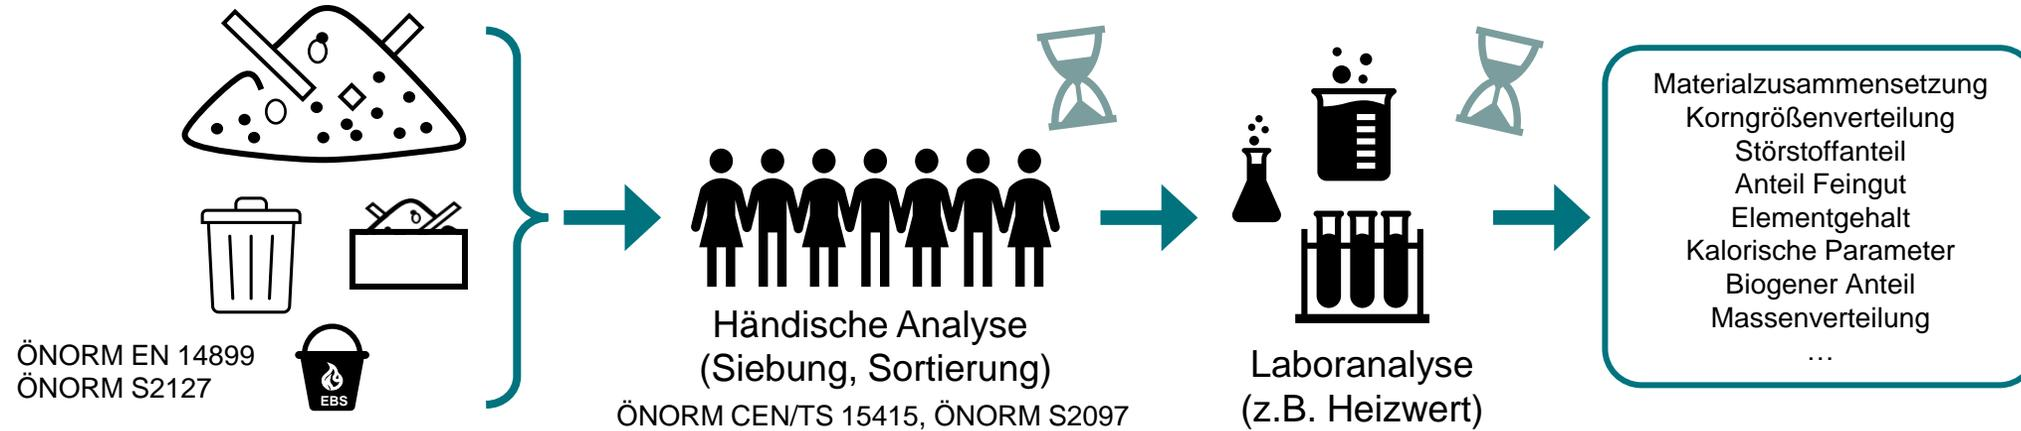 ÖNORM EN 14899
ÖNORM S2127
EBS
Händische Analyse
(Siebung, Sortierung)
ÖNORM CEN/TS 15415, ÖNORM S2097
Laboranalyse
(z.B. Heizwert)
Materialzusammensetzung
Korngrößenverteilung
Störstoffanteil
Anteil Feingut
Elementgehalt
Kalorische Parameter
Biogener Anteil
Massenverteilung
…